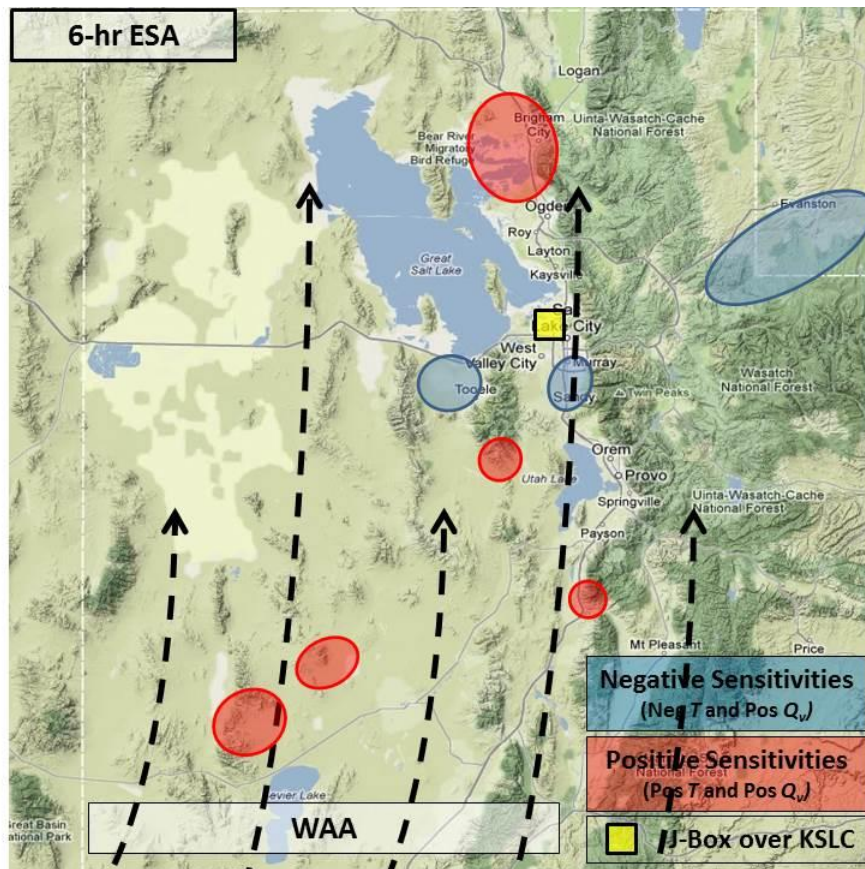 6-hr ESA
Logan
Uinta-Wasatch-Cache
National Forest
Brigham
City
Bear River
Migratory
Bird Refuge
Ogden
Evanston
Roy
Layton
Great
Salt Lake
Kaysville
Lake City
West
Valley City
Murray
Tooele
Sandy
Twin Peaks
Wasatch
National Forest
Orem
Provo
Utah Lake
Springville
Uinta-Wasatch-Cache
National Forest
Payson
Mt Pleasant
Price
Negative Sensitivities
(Neg T and Pos Qv)
Positive Sensitivities
National Forest
(Pos T and Pos Qv)
evier Lake
Great Basin
National Park
WAA
J-Box over KSLC